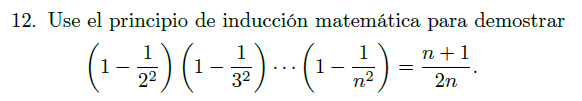 12. Use el principio de inducción matemática para demostrar
(1 − 1/2²)(1 − 1/3²) ··· (1 − 1/n²) = (n + 1)/2n.